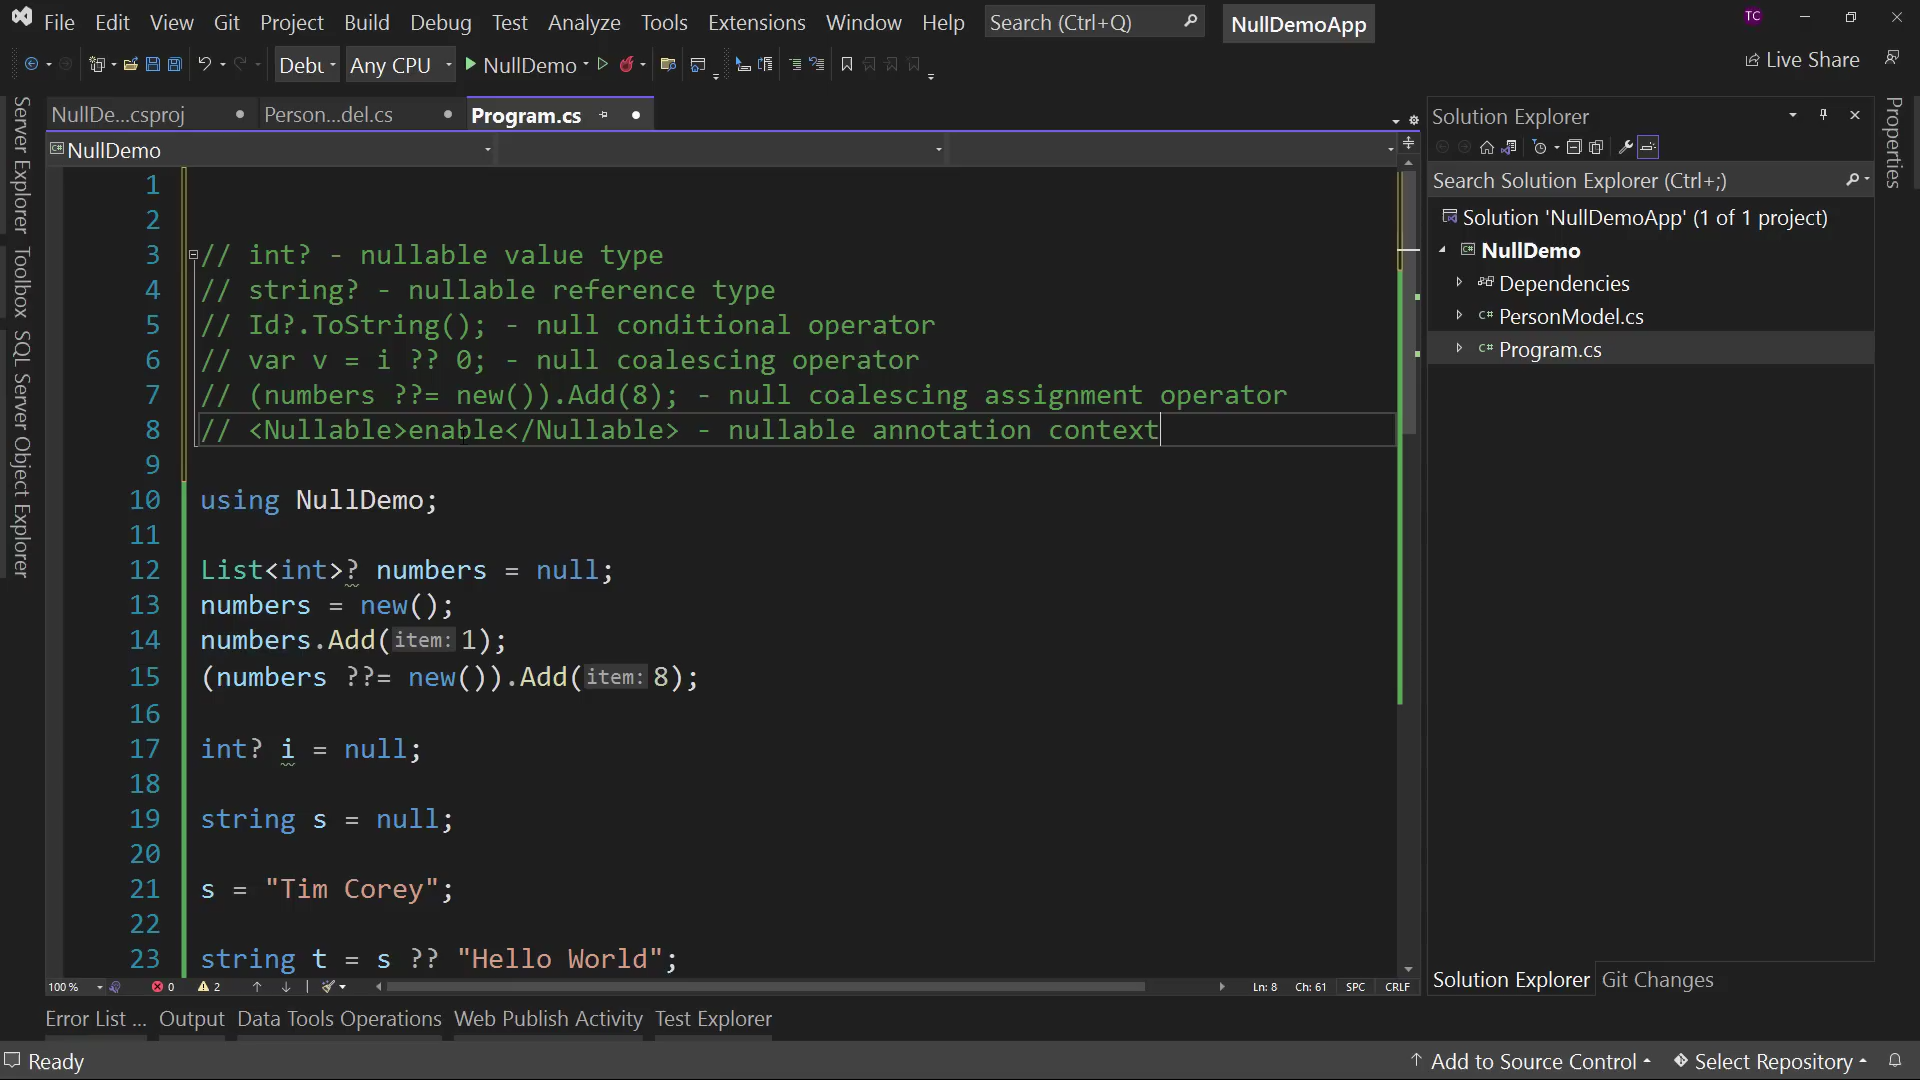 File Edit View Git Project Build Debug Test Analyze Tools Extensions Window Help Search (Ctrl+Q) NullDemoApp TC
Debu Any CPU NullDemo Live Share
NullDe...csproj Person...del.cs Program.cs
NullDemo
Server Explorer
Toolbox
SQL Server Object Explorer
1
2
3 // int? - nullable value type
4 // string? - nullable reference type
5 // Id?.ToString(); - null conditional operator
6 // var v = i ?? 0; - null coalescing operator
7 // (numbers ??= new()).Add(8); - null coalescing assignment operator
8 // <Nullable>enable</Nullable> - nullable annotation context
9
10 using NullDemo;
11
12 List<int>? numbers = null;
13 numbers = new();
14 numbers.Add(item: 1);
15 (numbers ??= new()).Add(item: 8);
16
17 int? i = null;
18
19 string s = null;
20
21 s = "Tim Corey";
22
23 string t = s ?? "Hello World";
100 % 0 2 Ln: 8 Ch: 61 SPC CRLF
Solution Explorer
Search Solution Explorer (Ctrl+;)
Solution 'NullDemoApp' (1 of 1 project)
NullDemo
Dependencies
PersonModel.cs
Program.cs
Solution Explorer Git Changes
Properties
Error List ... Output Data Tools Operations Web Publish Activity Test Explorer
Ready Add to Source Control Select Repository